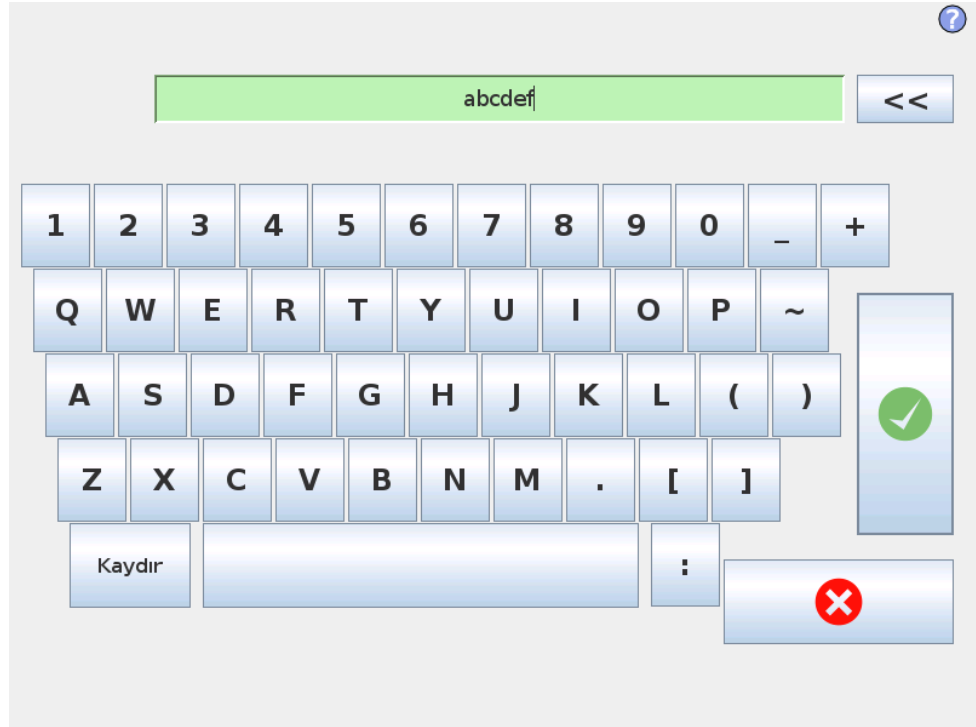 ?
abcdef
<<
1 2 3 4 5 6 7 8 9 0 _ +
Q W E R T Y U I O P ~
A S D F G H J K L ( )
Z X C V B N M . [ ]
Kaydır :